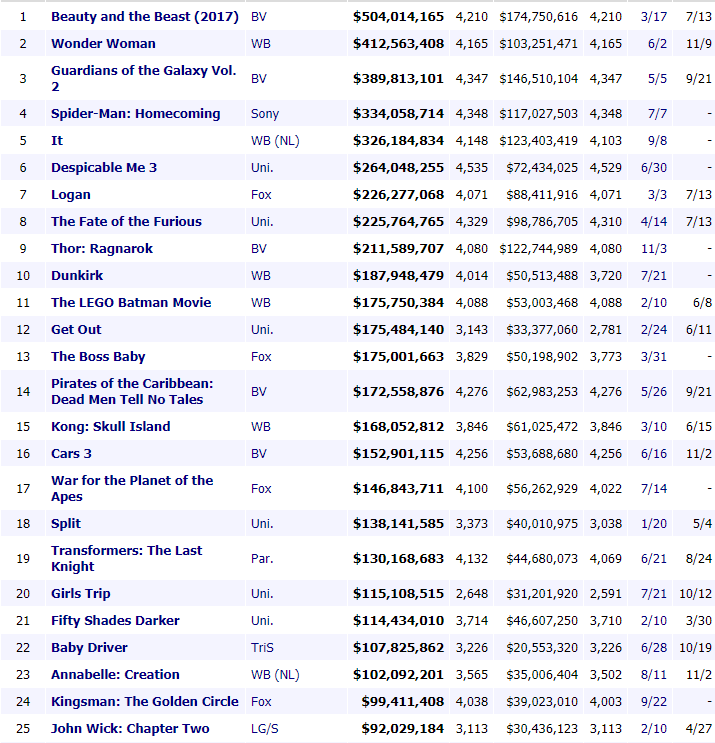 1 Beauty and the Beast (2017) BV $504,014,165 4,210 $174,750,616 4,210 3/17 7/13
2 Wonder Woman WB $412,563,408 4,165 $103,251,471 4,165 6/2 11/9
3 Guardians of the Galaxy Vol. 2 BV $389,813,101 4,347 $146,510,104 4,347 5/5 9/21
4 Spider-Man: Homecoming Sony $334,058,714 4,348 $117,027,503 4,348 7/7 -
5 It WB (NL) $326,184,834 4,148 $123,403,419 4,103 9/8 -
6 Despicable Me 3 Uni. $264,048,255 4,535 $72,434,025 4,529 6/30 -
7 Logan Fox $226,277,068 4,071 $88,411,916 4,071 3/3 7/13
8 The Fate of the Furious Uni. $225,764,765 4,329 $98,786,705 4,310 4/14 7/13
9 Thor: Ragnarok BV $211,589,707 4,080 $122,744,989 4,080 11/3 -
10 Dunkirk WB $187,948,479 4,014 $50,513,488 3,720 7/21 -
11 The LEGO Batman Movie WB $175,750,384 4,088 $53,003,468 4,088 2/10 6/8
12 Get Out Uni. $175,484,140 3,143 $33,377,060 2,781 2/24 6/11
13 The Boss Baby Fox $175,001,663 3,829 $50,198,902 3,773 3/31 -
14 Pirates of the Caribbean: Dead Men Tell No Tales BV $172,558,876 4,276 $62,983,253 4,276 5/26 9/21
15 Kong: Skull Island WB $168,052,812 3,846 $61,025,472 3,846 3/10 6/15
16 Cars 3 BV $152,901,115 4,256 $53,688,680 4,256 6/16 11/2
17 War for the Planet of the Apes Fox $146,843,711 4,100 $56,262,929 4,022 7/14 -
18 Split Uni. $138,141,585 3,373 $40,010,975 3,038 1/20 5/4
19 Transformers: The Last Knight Par. $130,168,683 4,132 $44,680,073 4,069 6/21 8/24
20 Girls Trip Uni. $115,108,515 2,648 $31,201,920 2,591 7/21 10/12
21 Fifty Shades Darker Uni. $114,434,010 3,714 $46,607,250 3,710 2/10 3/30
22 Baby Driver TriS $107,825,862 3,226 $20,553,320 3,226 6/28 10/19
23 Annabelle: Creation WB (NL) $102,092,201 3,565 $35,006,404 3,502 8/11 11/2
24 Kingsman: The Golden Circle Fox $99,411,408 4,038 $39,023,010 4,003 9/22 -
25 John Wick: Chapter Two LG/S $92,029,184 3,113 $30,436,123 3,113 2/10 4/27